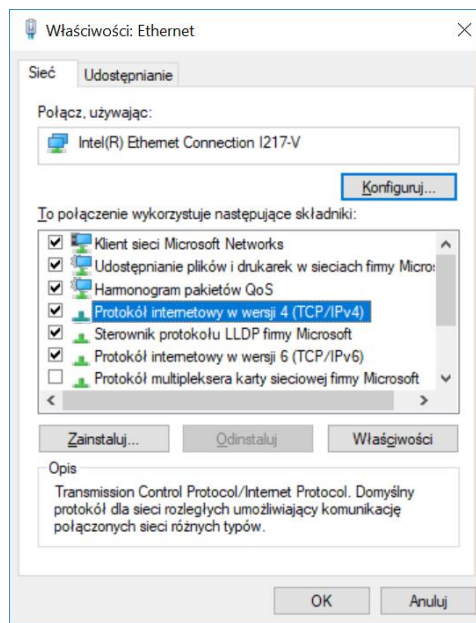 Właściwości: Ethernet
Sieć
Udostępnianie
Połącz, używając:
Intel(R) Ethernet Connection I217-V
Konfiguruj...
To połączenie wykorzystuje następujące składniki:
Klient sieci Microsoft Networks
Udostępnianie plików i drukarek w sieciach firmy Micro
Harmonogram pakietów QoS
Protokół internetowy w wersji 4 (TCP/IPv4)
Sterownik protokołu LLDP firmy Microsoft
Protokół internetowy w wersji 6 (TCP/IPv6)
Protokół multipleksera karty sieciowej firmy Microsoft
Zainstaluj...
Odinstaluj
Właściwości
Opis
Transmission Control Protocol/Internet Protocol. Domyślny
protokół dla sieci rozległych umożliwiający komunikację
połączonych sieci różnych typów.
OK
Anuluj